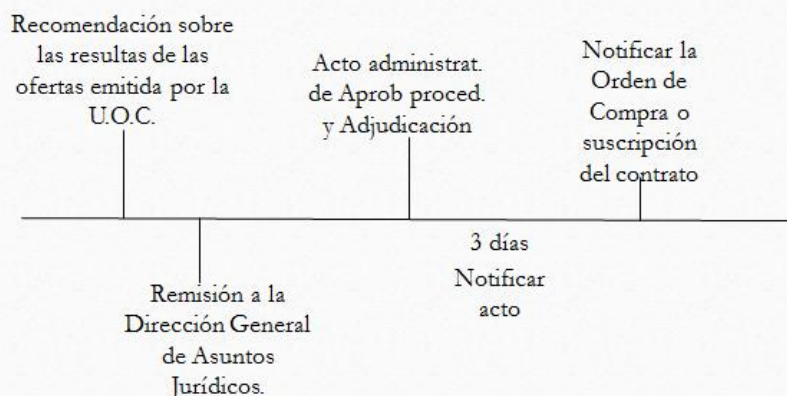 Recomendación sobre
las resultas de las
ofertas emitida por la
U.O.C.
Remisión a la
Dirección General
de Asuntos
Jurídicos.
Acto administrat.
de Aprob proced.
y Adjudicación
3 días
Notificar
acto
Notificar la
Orden de
Compra o
suscripción
del contrato